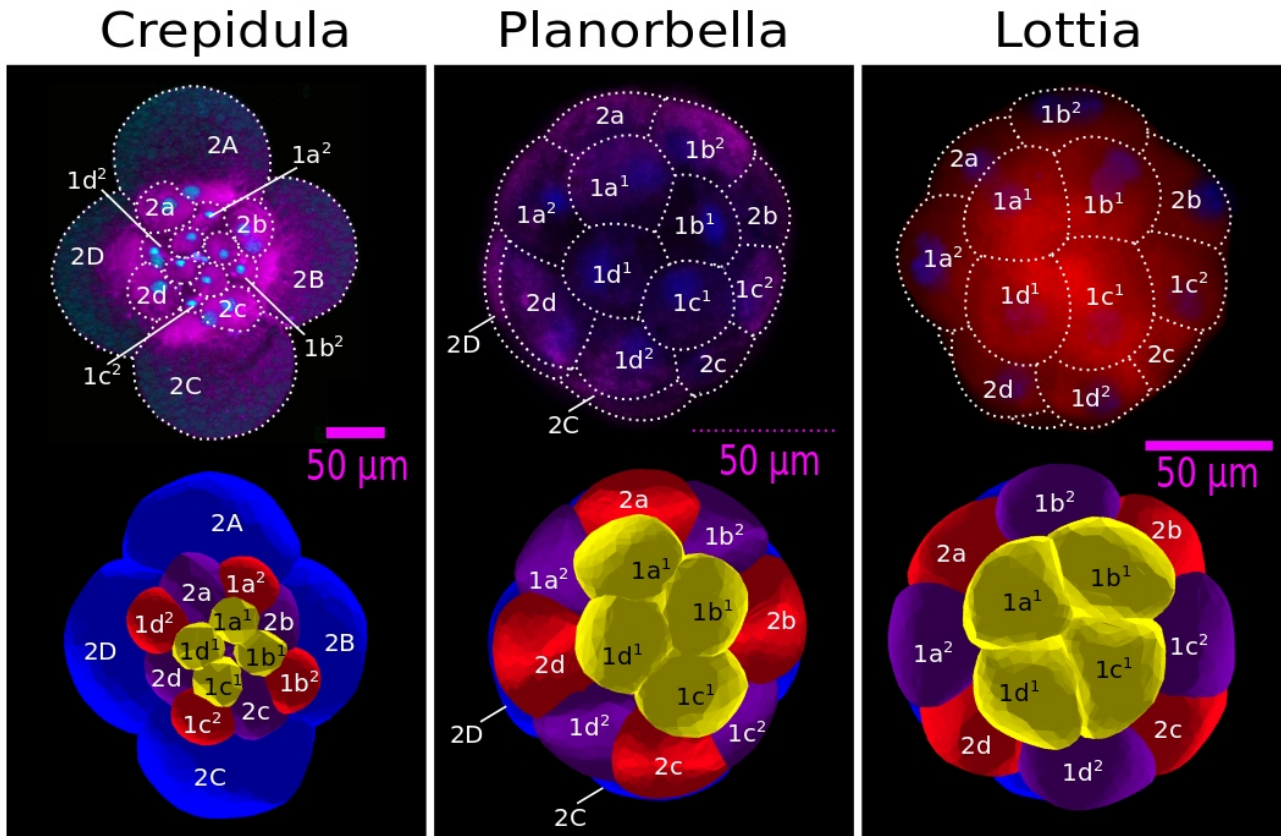 Crepidula Planorbella Lottia
2A
1a²
1d²
2a
2b
2D
2B
2d
2c
1b²
1c²
2C
50 µm
2A
2a
1a²
1d²
1a¹
2b
2D
1d¹
1b¹
2B
2d
1c¹
1b²
1c²
2c
2C
2a
1b²
1a¹
1a²
1b¹
2b
1d¹
2d
1c¹
1c²
2D
1d²
2c
2C
50 µm
2a
1b²
1a¹
1a²
1b¹
2b
2d
1d¹
1c¹
1d²
1c²
2D
2c
2C
1b²
2a
1a¹
1b¹
2b
1a²
1d¹
1c¹
1c²
2c
2d
1d²
50 µm
1b²
2b
2a
1b¹
1a¹
1a²
1c¹
1c²
1d¹
2d
2c
1d²